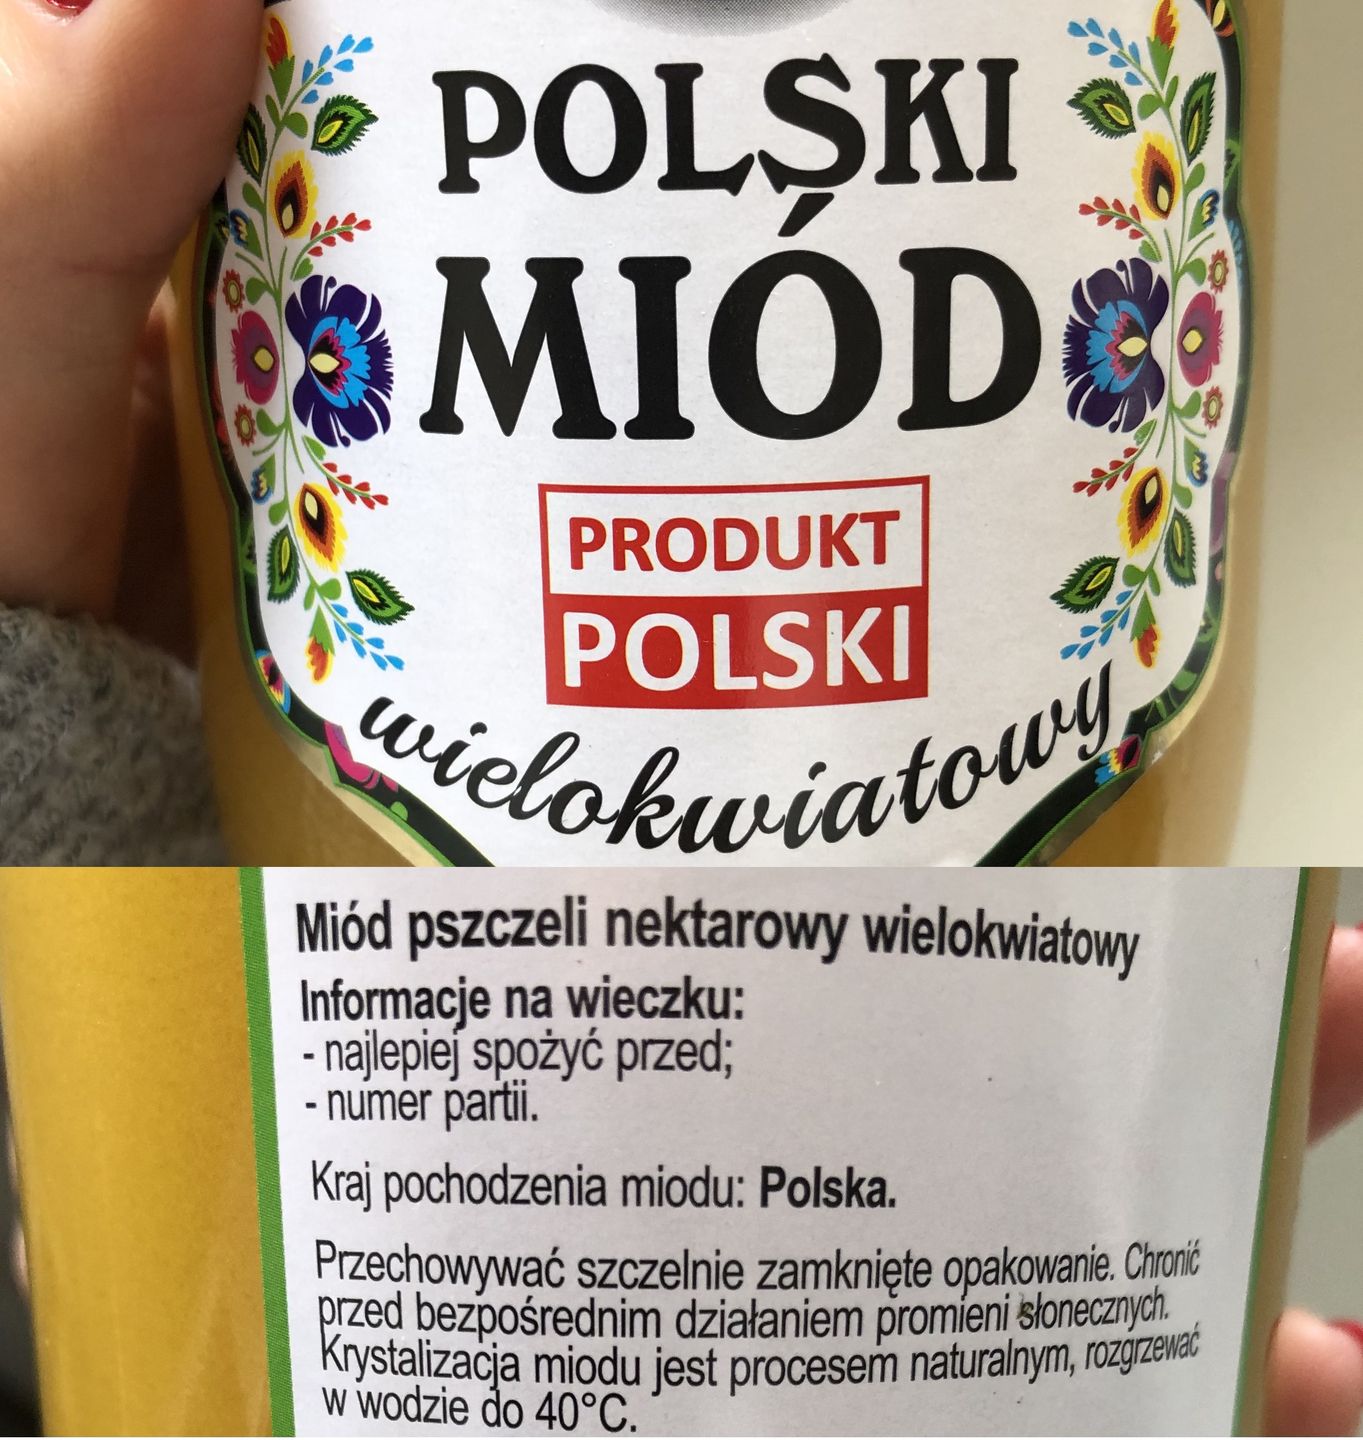 POLSKI
MIÓD
PRODUKT
POLSKI
wielokwiatowy
Miód pszczeli nektarowy wielokwiatowy
Informacje na wieczku:
- najlepiej spożyć przed;
- numer partii.
Kraj pochodzenia miodu: Polska.
Przechowywać szczelnie zamknięte opakowanie. Chronić
przed bezpośrednim działaniem promieni słonecznych.
Krystalizacja miodu jest procesem naturalnym, rozgrzewać
w wodzie do 40°C.